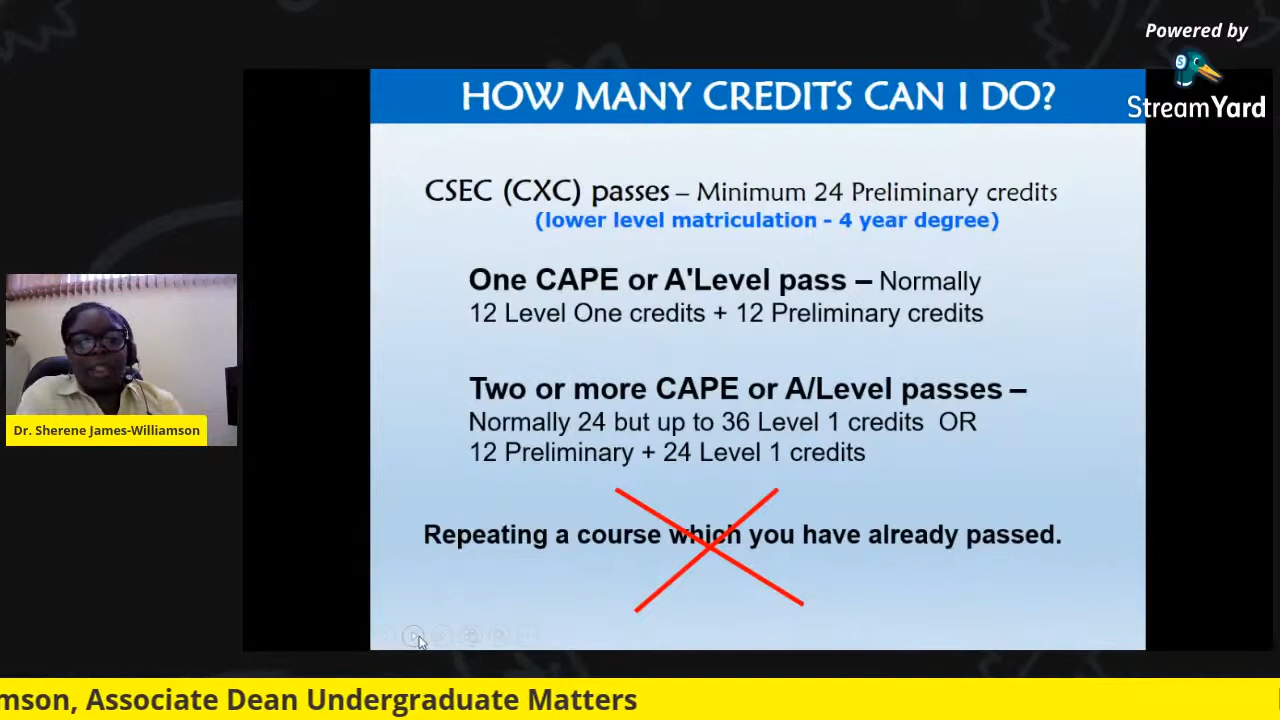 Powered by
StreamYard
HOW MANY CREDITS CAN I DO?
CSEC (CXC) passes – Minimum 24 Preliminary credits
(lower level matriculation - 4 year degree)
One CAPE or A'Level pass – Normally
12 Level One credits + 12 Preliminary credits
Two or more CAPE or A/Level passes –
Normally 24 but up to 36 Level 1 credits OR
12 Preliminary + 24 Level 1 credits
Repeating a course which you have already passed.
Dr. Sherene James-Williamson
mson, Associate Dean Undergraduate Matters